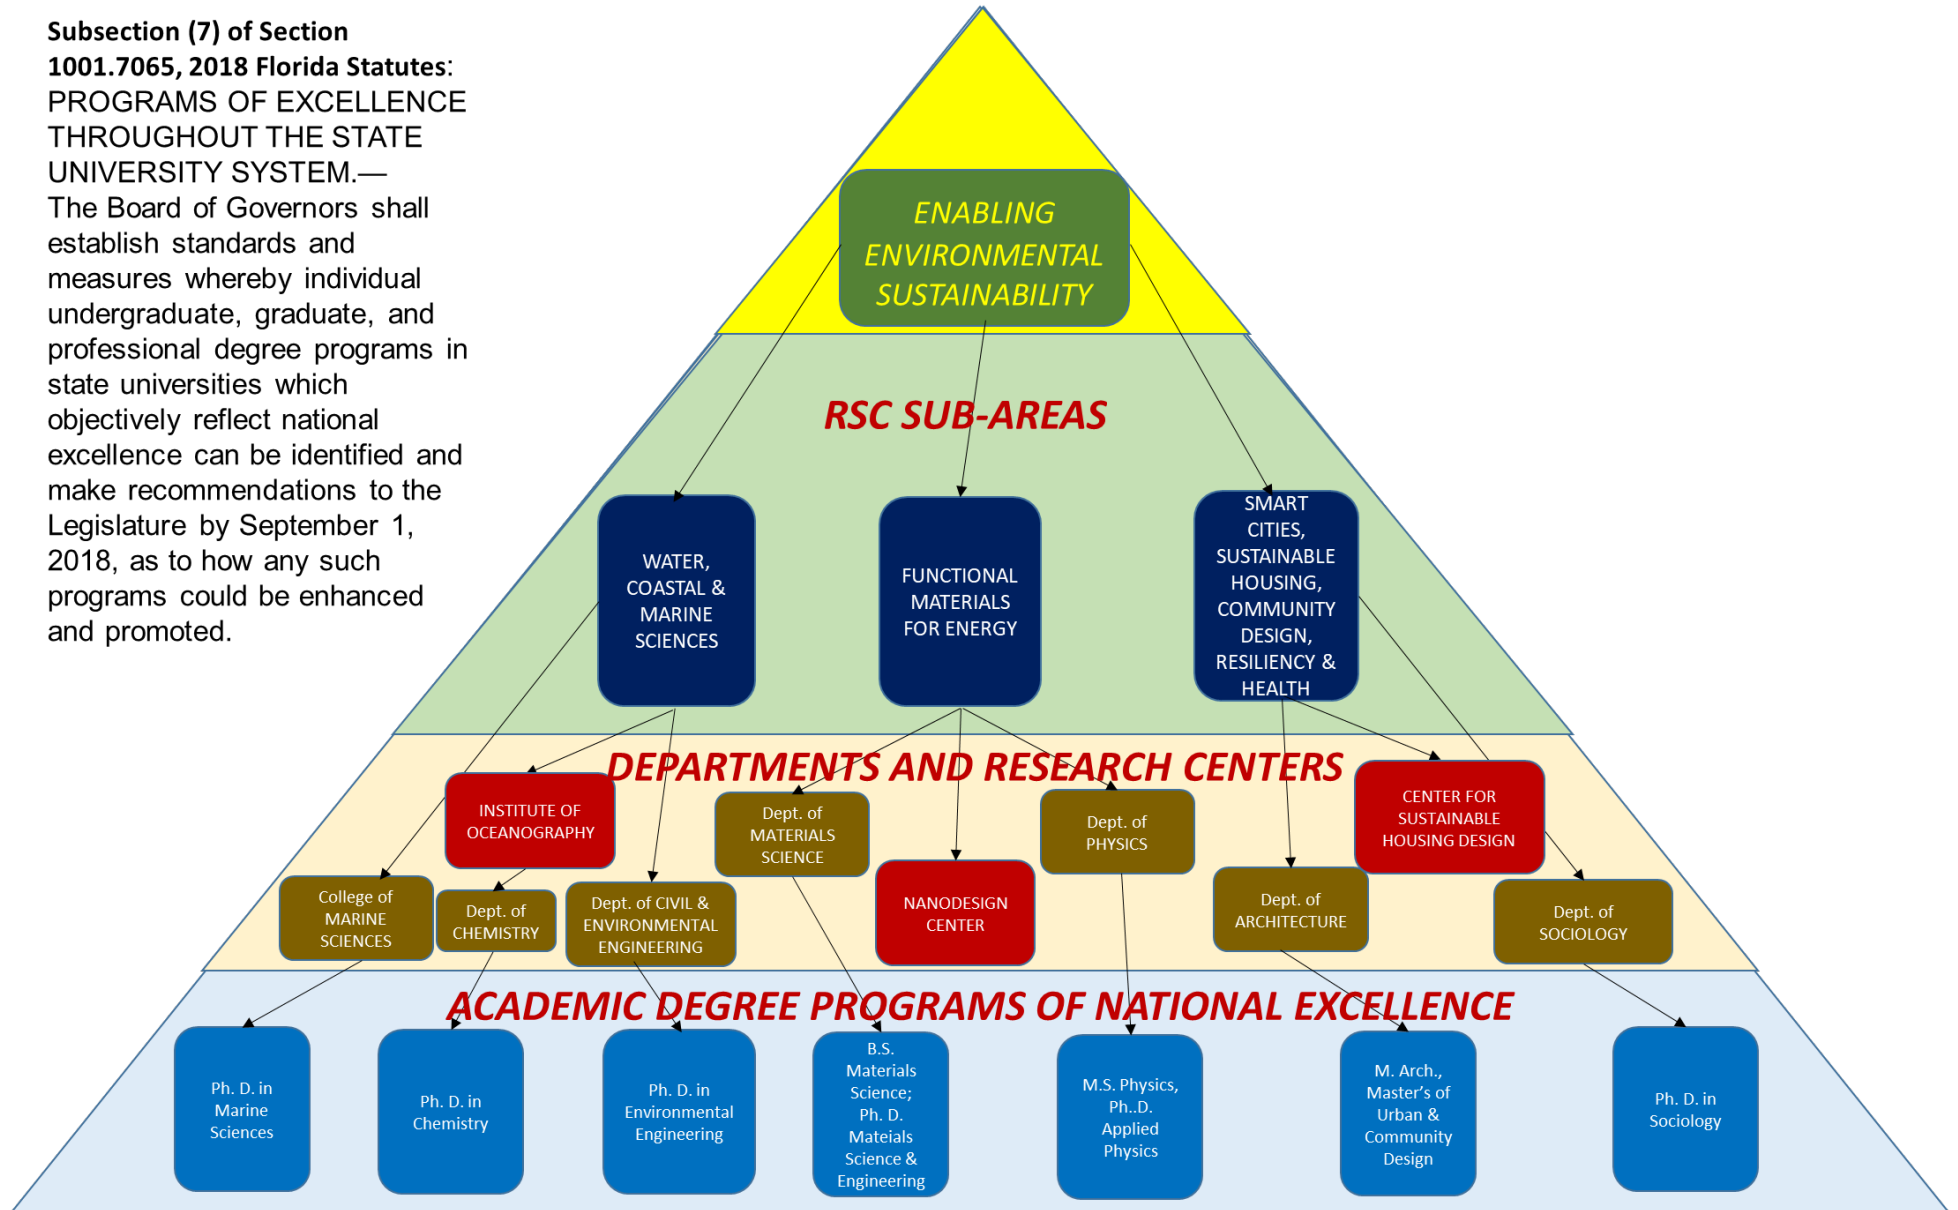 Subsection (7) of Section
1001.7065, 2018 Florida Statutes:
PROGRAMS OF EXCELLENCE
THROUGHOUT THE STATE
UNIVERSITY SYSTEM.—
The Board of Governors shall
establish standards and
measures whereby individual
undergraduate, graduate, and
professional degree programs in
state universities which
objectively reflect national
excellence can be identified and
make recommendations to the
Legislature by September 1,
2018, as to how any such
programs could be enhanced
and promoted.
ENABLING
ENVIRONMENTAL
SUSTAINABILITY
RSC SUB-AREAS
WATER,
COASTAL &
MARINE
SCIENCES
FUNCTIONAL
MATERIALS
FOR ENERGY
SMART
CITIES,
SUSTAINABLE
HOUSING,
COMMUNITY
DESIGN,
RESILIENCY &
HEALTH
DEPARTMENTS AND RESEARCH CENTERS
INSTITUTE OF
OCEANOGRAPHY
Dept. of
MATERIALS
SCIENCE
Dept. of
PHYSICS
CENTER FOR
SUSTAINABLE
HOUSING DESIGN
College of
MARINE
SCIENCES
Dept. of
CHEMISTRY
Dept. of CIVIL &
ENVIRONMENTAL
ENGINEERING
NANODESIGN
CENTER
Dept. of
ARCHITECTURE
Dept. of
SOCIOLOGY
ACADEMIC DEGREE PROGRAMS OF NATIONAL EXCELLENCE
Ph. D. in
Marine
Sciences
Ph. D. in
Chemistry
Ph. D. in
Environmental
Engineering
B.S.
Materials
Science;
Ph. D.
Mateials
Science &
Engineering
M.S. Physics,
Ph..D.
Applied
Physics
M. Arch.,
Master’s of
Urban &
Community
Design
Ph. D. in
Sociology